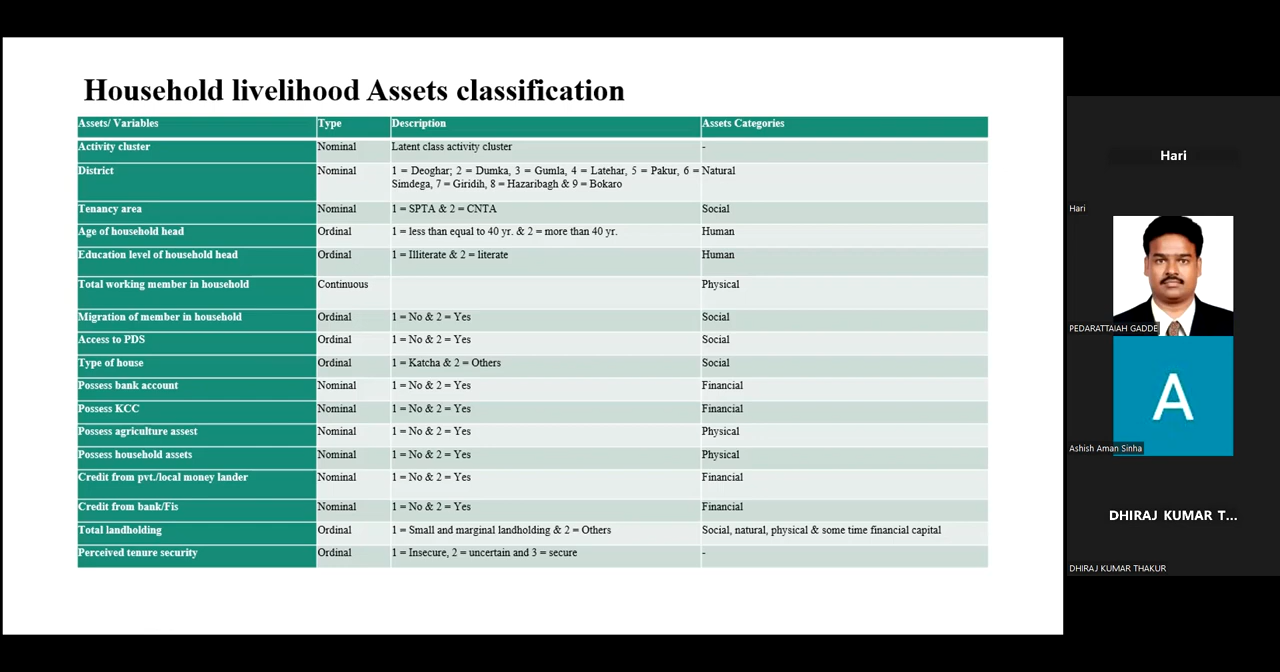 Household livelihood Assets classification
Assets/ Variables Type Description Assets Categories
Activity cluster Nominal Latent class activity cluster -
District Nominal 1 = Deoghar; 2 = Dumka, 3 = Gumla, 4 = Latehar, 5 = Pakur, 6 = Natural
Simdega, 7 = Giridih, 8 = Hazaribagh & 9 = Bokaro
Tenancy area Nominal 1 = SPTA & 2 = CNTA Social
Age of household head Ordinal 1 = less than equal to 40 yr. & 2 = more than 40 yr. Human
Education level of household head Ordinal 1 = Illiterate & 2 = literate Human
Total working member in household Continuous Physical
Migration of member in household Ordinal 1 = No & 2 = Yes Social
Access to PDS Ordinal 1 = No & 2 = Yes Social
Type of house Ordinal 1 = Katcha & 2 = Others Social
Possess bank account Nominal 1 = No & 2 = Yes Financial
Possess KCC Nominal 1 = No & 2 = Yes Financial
Possess agriculture assest Nominal 1 = No & 2 = Yes Physical
Possess household assets Nominal 1 = No & 2 = Yes Physical
Credit from pvt./local money lander Nominal 1 = No & 2 = Yes Financial
Credit from bank/Fis Nominal 1 = No & 2 = Yes Financial
Total landholding Ordinal 1 = Small and marginal landholding & 2 = Others Social, natural, physical & some time financial capital
Perceived tenure security Ordinal 1 = Insecure, 2 = uncertain and 3 = secure -
Hari
Hari
PEDARATTAIAH GADDE
A
Ashish Aman Sinha
DHIRAJ KUMAR T...
DHIRAJ KUMAR THAKUR